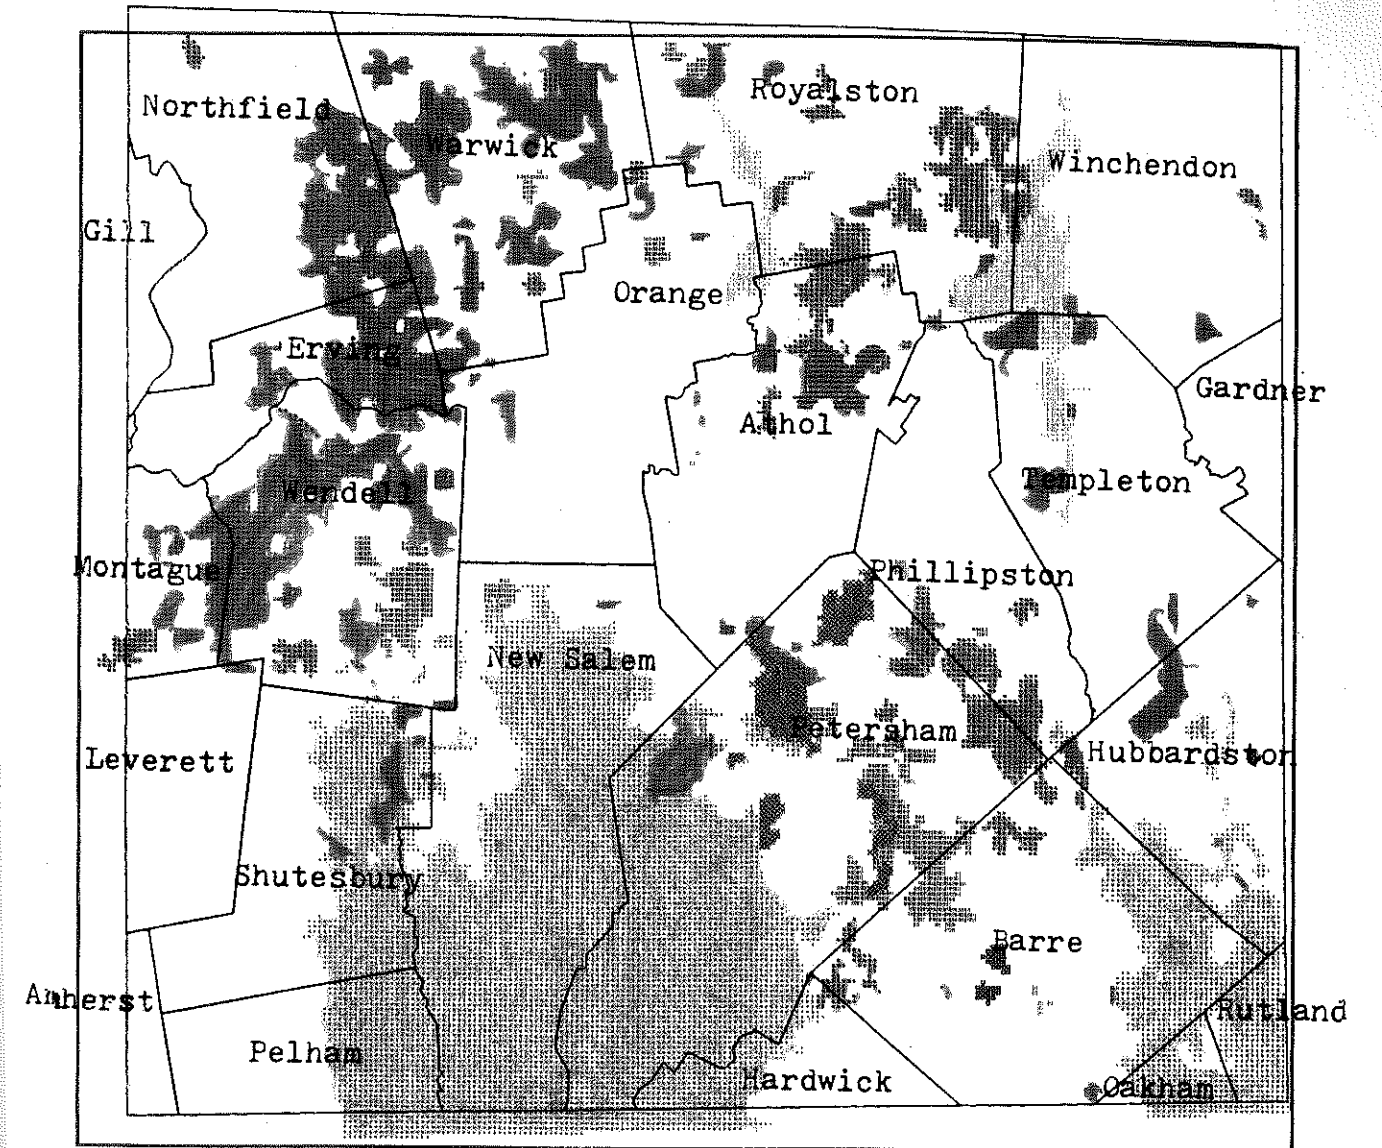 Northfield
Warwick
Royalston
Winchendon
Gill
Orange
Erving
Gardner
Athol
Wendell
Templeton
Montague
Phillipston
New Salem
Petersham
Leverett
Hubbardston
Shutesbury
Barre
Amherst
Rutland
Pelham
Hardwick
Oakham